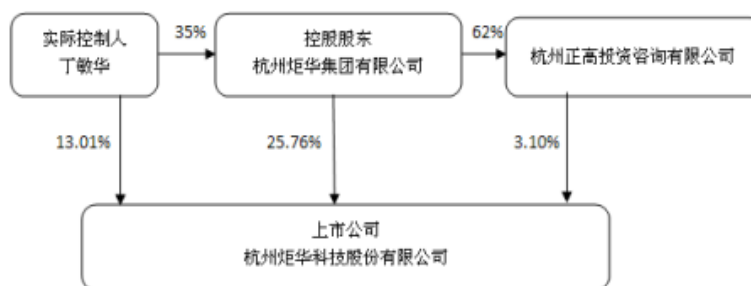 实际控制人
丁敏华
35%
控股股东
杭州炬华集团有限公司
62%
杭州正高投资咨询有限公司
13.01%
25.76%
3.10%
上市公司
杭州炬华科技股份有限公司